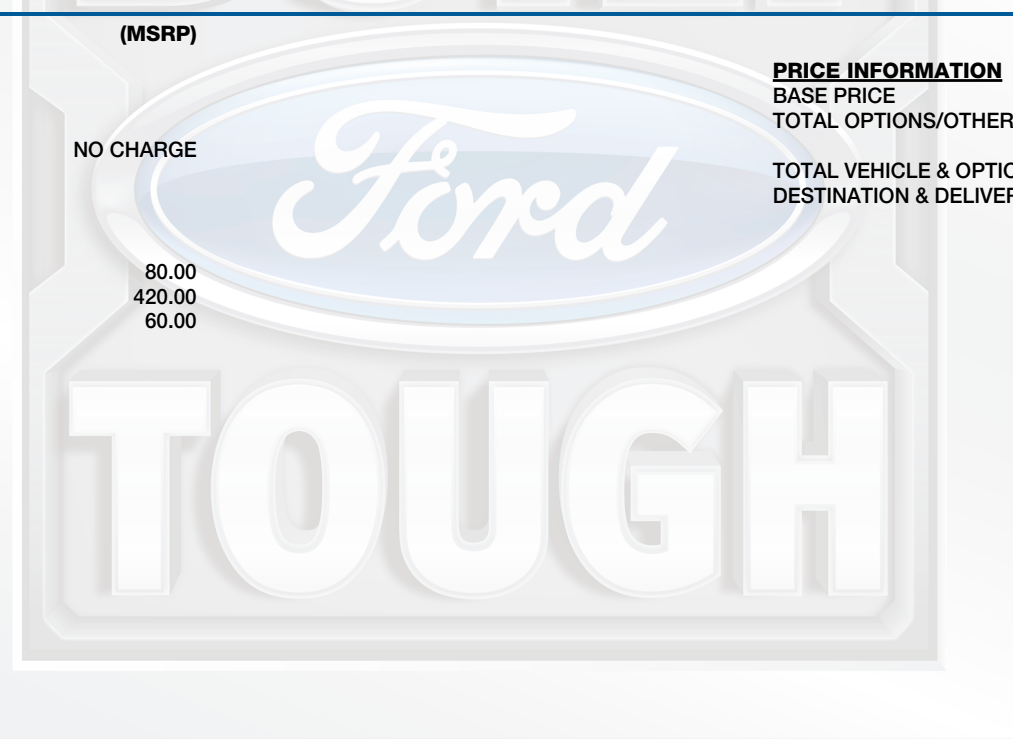 (MSRP)
NO CHARGE
80.00
420.00
60.00
PRICE INFORMATION
BASE PRICE
TOTAL OPTIONS/OTHER
TOTAL VEHICLE & OPTIO
DESTINATION & DELIVER
Ford
TOUGH